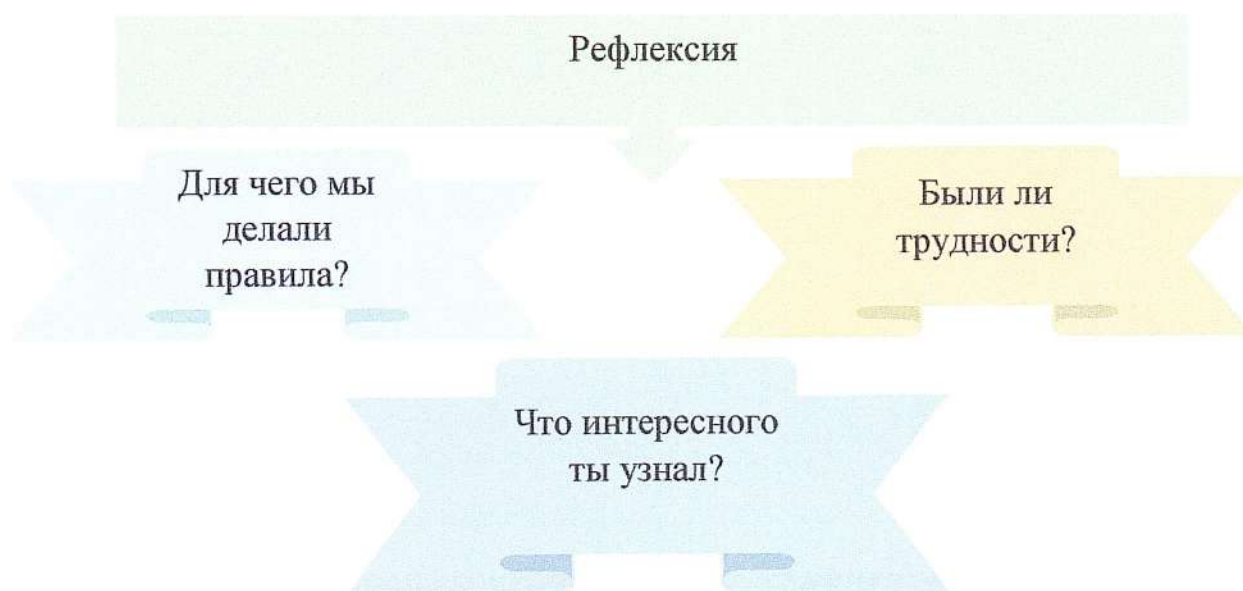 Рефлексия
Для чего мы
делали
правила?
Были ли
трудности?
Что интересного
ты узнал?